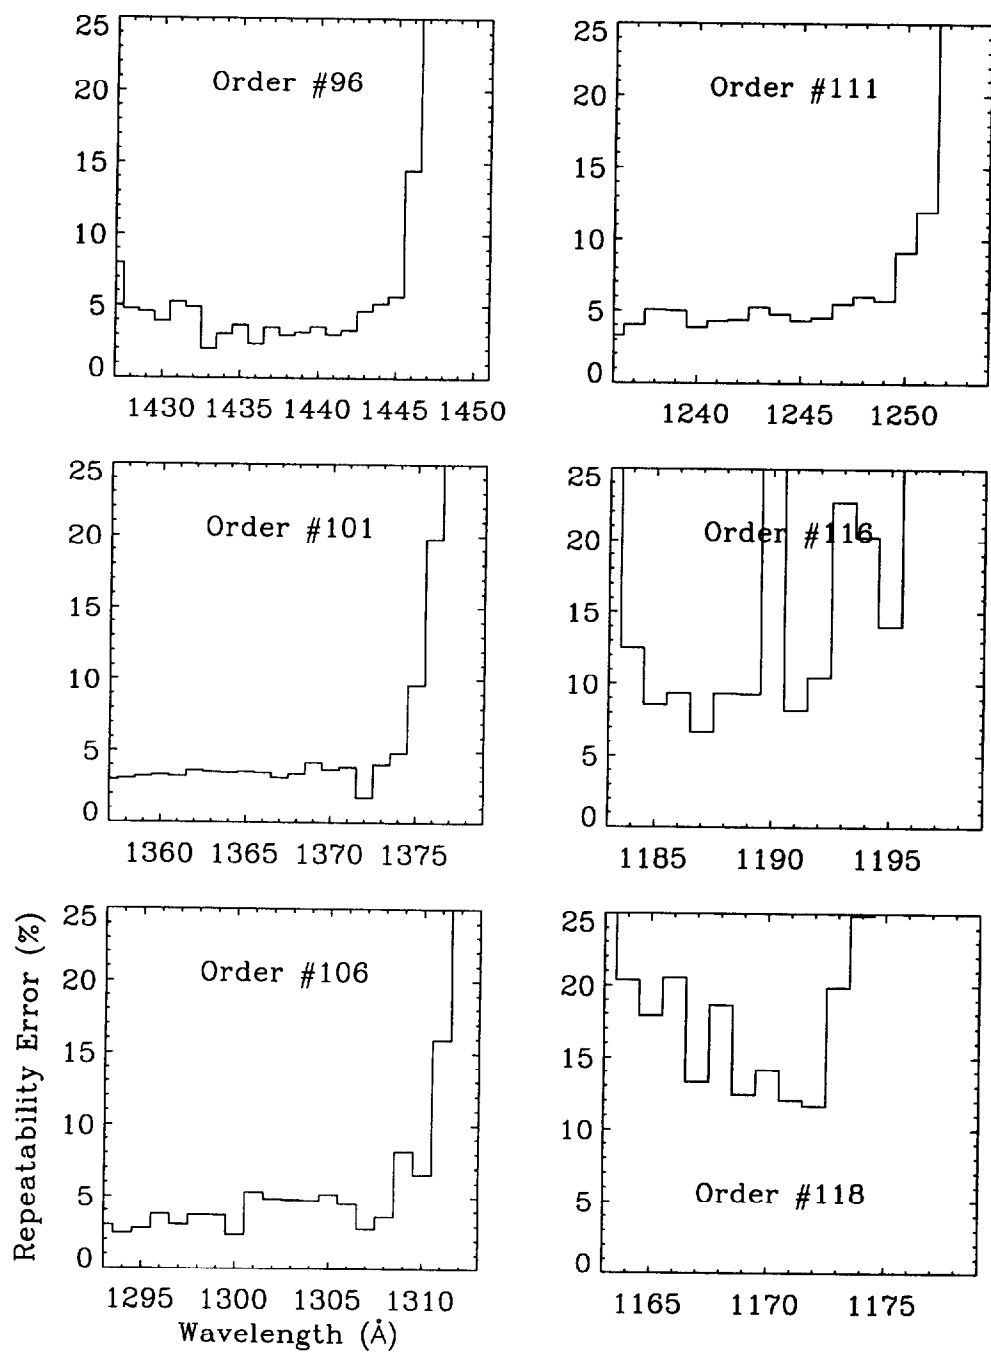 25
20
15
10
5
0
Order #96
1430 1435 1440 1445 1450
25
20
15
10
5
0
Order #111
1240 1245 1250
25
20
15
10
5
0
Order #101
1360 1365 1370 1375
25
20
15
10
5
0
Order #116
1185 1190 1195
Repeatability Error (%)
25
20
15
10
5
0
Order #106
1295 1300 1305 1310
Wavelength (Å)
25
20
15
10
5
0
Order #118
1165 1170 1175